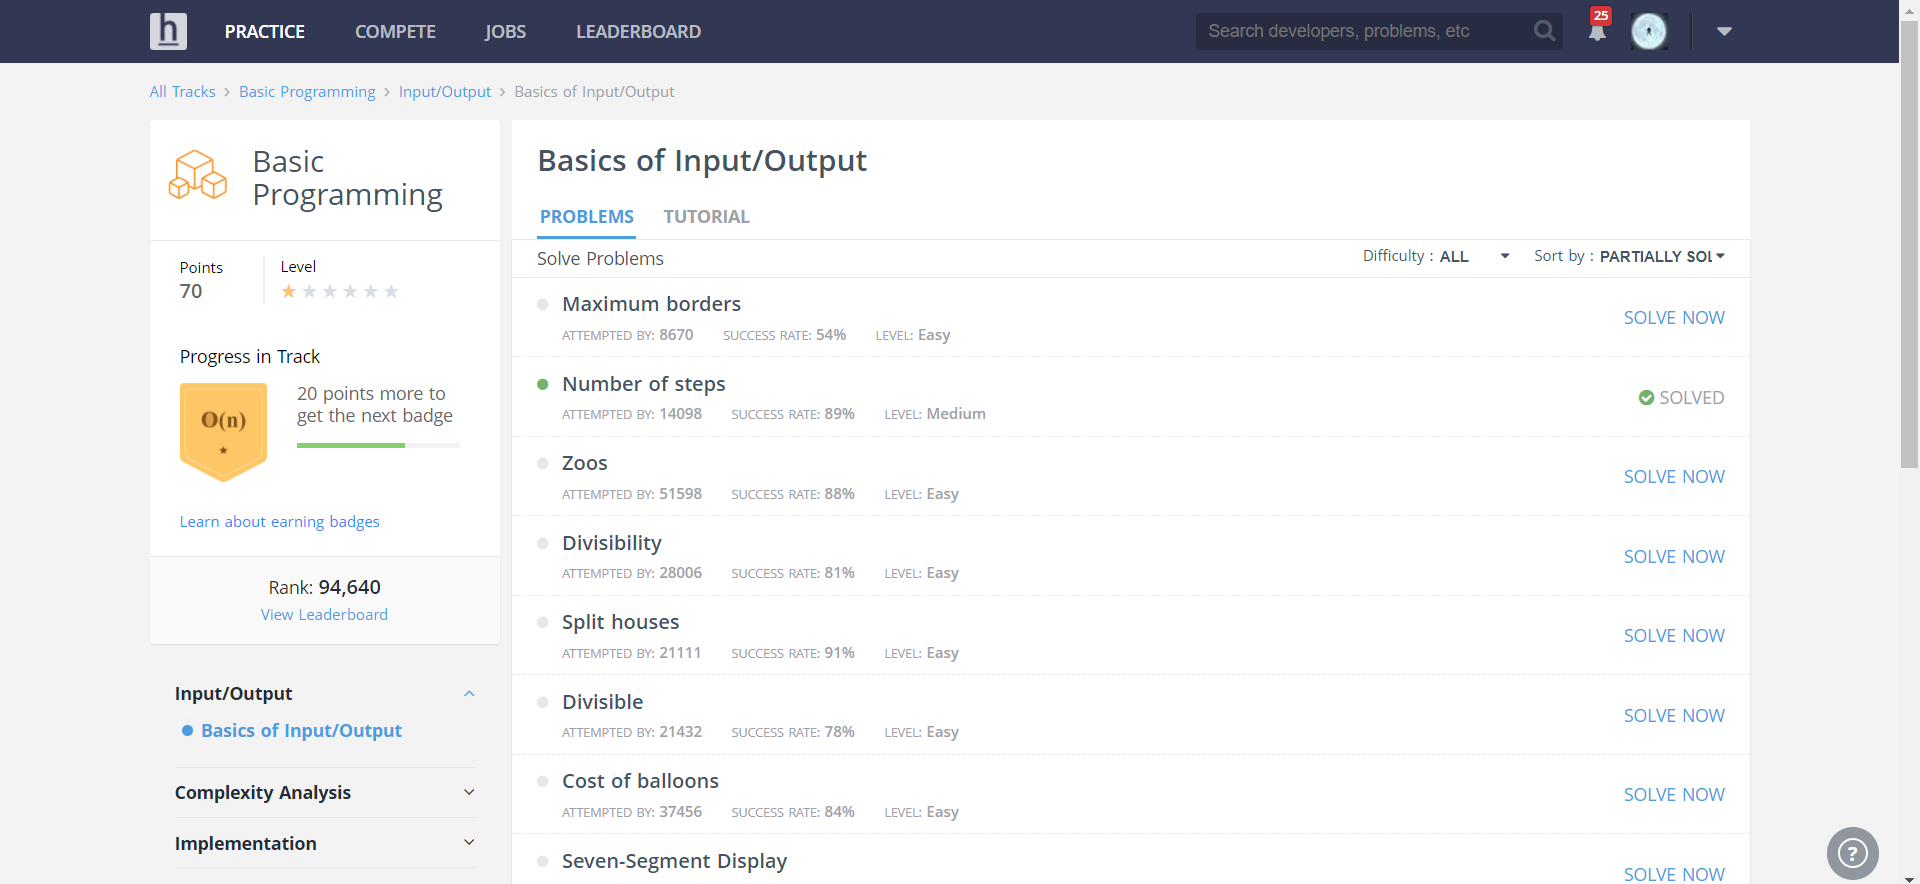 h PRACTICE COMPETE JOBS LEADERBOARD Search developers, problems, etc 25
All Tracks > Basic Programming > Input/Output > Basics of Input/Output
Basic
Programming
Points
70
Level
Progress in Track
O(n)
20 points more to
get the next badge
Learn about earning badges
Rank: 94,640
View Leaderboard
Input/Output
Basics of Input/Output
Complexity Analysis
Implementation
Basics of Input/Output
PROBLEMS TUTORIAL
Solve Problems Difficulty : ALL Sort by : PARTIALLY SOL
Maximum borders
ATTEMPTED BY: 8670 SUCCESS RATE: 54% LEVEL: Easy
SOLVE NOW
Number of steps
ATTEMPTED BY: 14098 SUCCESS RATE: 89% LEVEL: Medium
SOLVED
Zoos
ATTEMPTED BY: 51598 SUCCESS RATE: 88% LEVEL: Easy
SOLVE NOW
Divisibility
ATTEMPTED BY: 28006 SUCCESS RATE: 81% LEVEL: Easy
SOLVE NOW
Split houses
ATTEMPTED BY: 21111 SUCCESS RATE: 91% LEVEL: Easy
SOLVE NOW
Divisible
ATTEMPTED BY: 21432 SUCCESS RATE: 78% LEVEL: Easy
SOLVE NOW
Cost of balloons
ATTEMPTED BY: 37456 SUCCESS RATE: 84% LEVEL: Easy
SOLVE NOW
Seven-Segment Display
SOLVE NOW
?